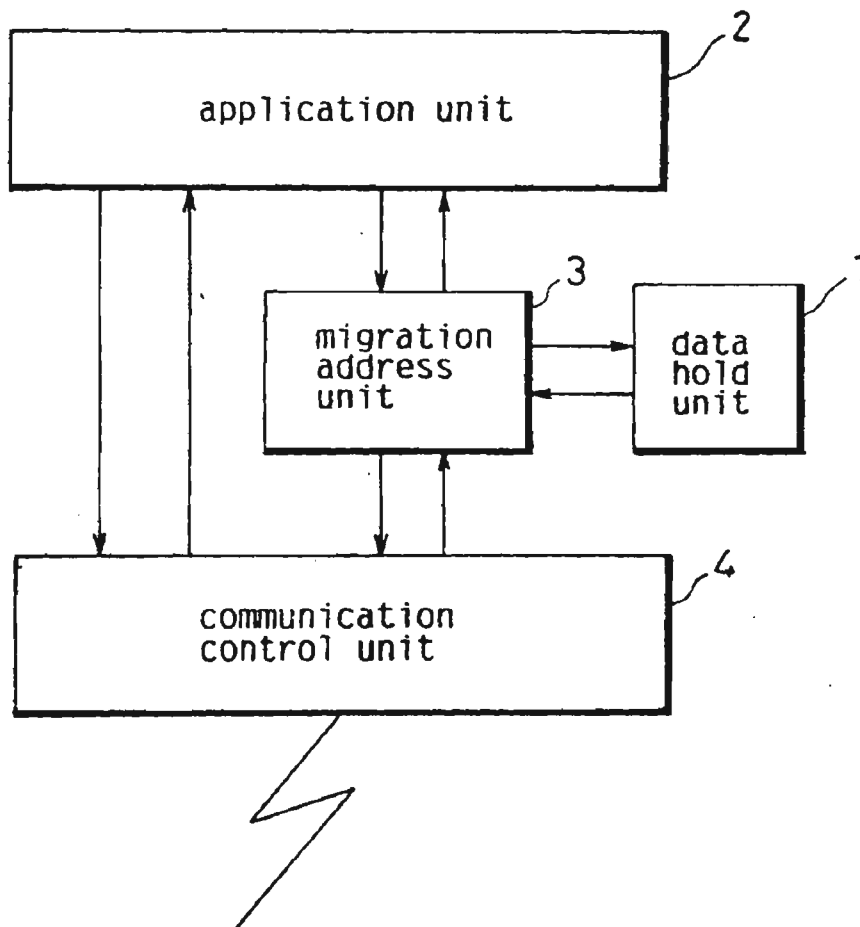 2
application unit
3
migration
address
unit
data
hold
unit
4
communication
control unit